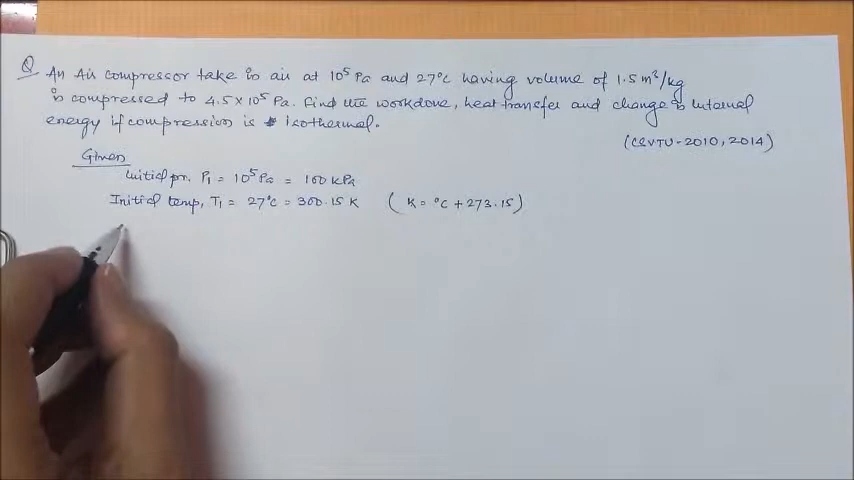 Q An Air compressor take in air at 10⁵ Pa and 27°C having volume of 1.5 m³/kg
is compressed to 4.5 × 10⁵ Pa. Find the workdone, heat transfer and change in Internal
energy if compression is isothermal.
(CSVTU-2010, 2014)
Given
Initial pr. P₁ = 10⁵ Pa = 100 kPa
Initial temp, T₁ = 27°C = 300.15 K ( K = °C + 273.15)